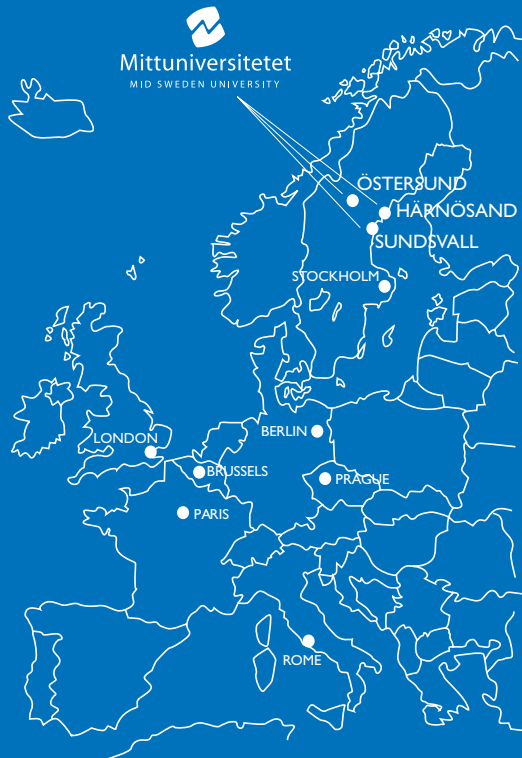 Mittuniversitetet
MID SWEDEN UNIVERSITY
ÖSTERSUND
HÄRNÖSAND
SUNDSVALL
STOCKHOLM
BERLIN
LONDON
BRUSSELS
PRAGUE
PARIS
ROME